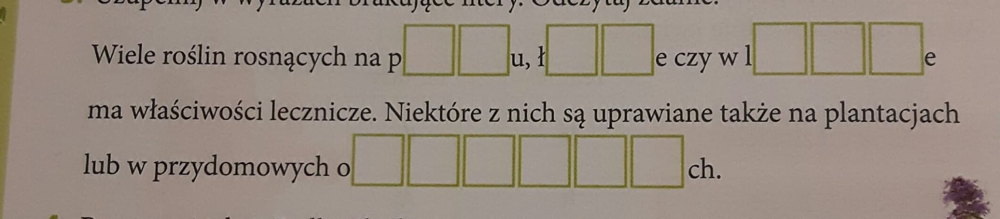 3. Uzupełnij w wyrazach brakujące litery. Odczytaj zdanie.
Wiele roślin rosnących na p□□u, ł□□e czy w l□□□e
ma właściwości lecznicze. Niektóre z nich są uprawiane także na plantacjach
lub w przydomowych o□□□□□□ch.